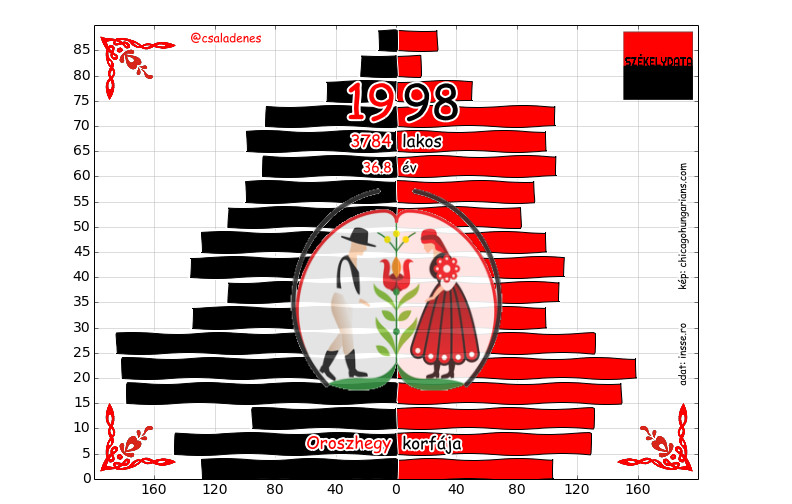 @csaladenes
SZÉKELYDATA
1998
3784 lakos
36.8 év
kép: chicagohungarians.com
adat: insse.ro
Oroszhegy korfája
85
80
75
70
65
60
55
50
45
40
35
30
25
20
15
10
5
0
160 120 80 40 0 40 80 120 160